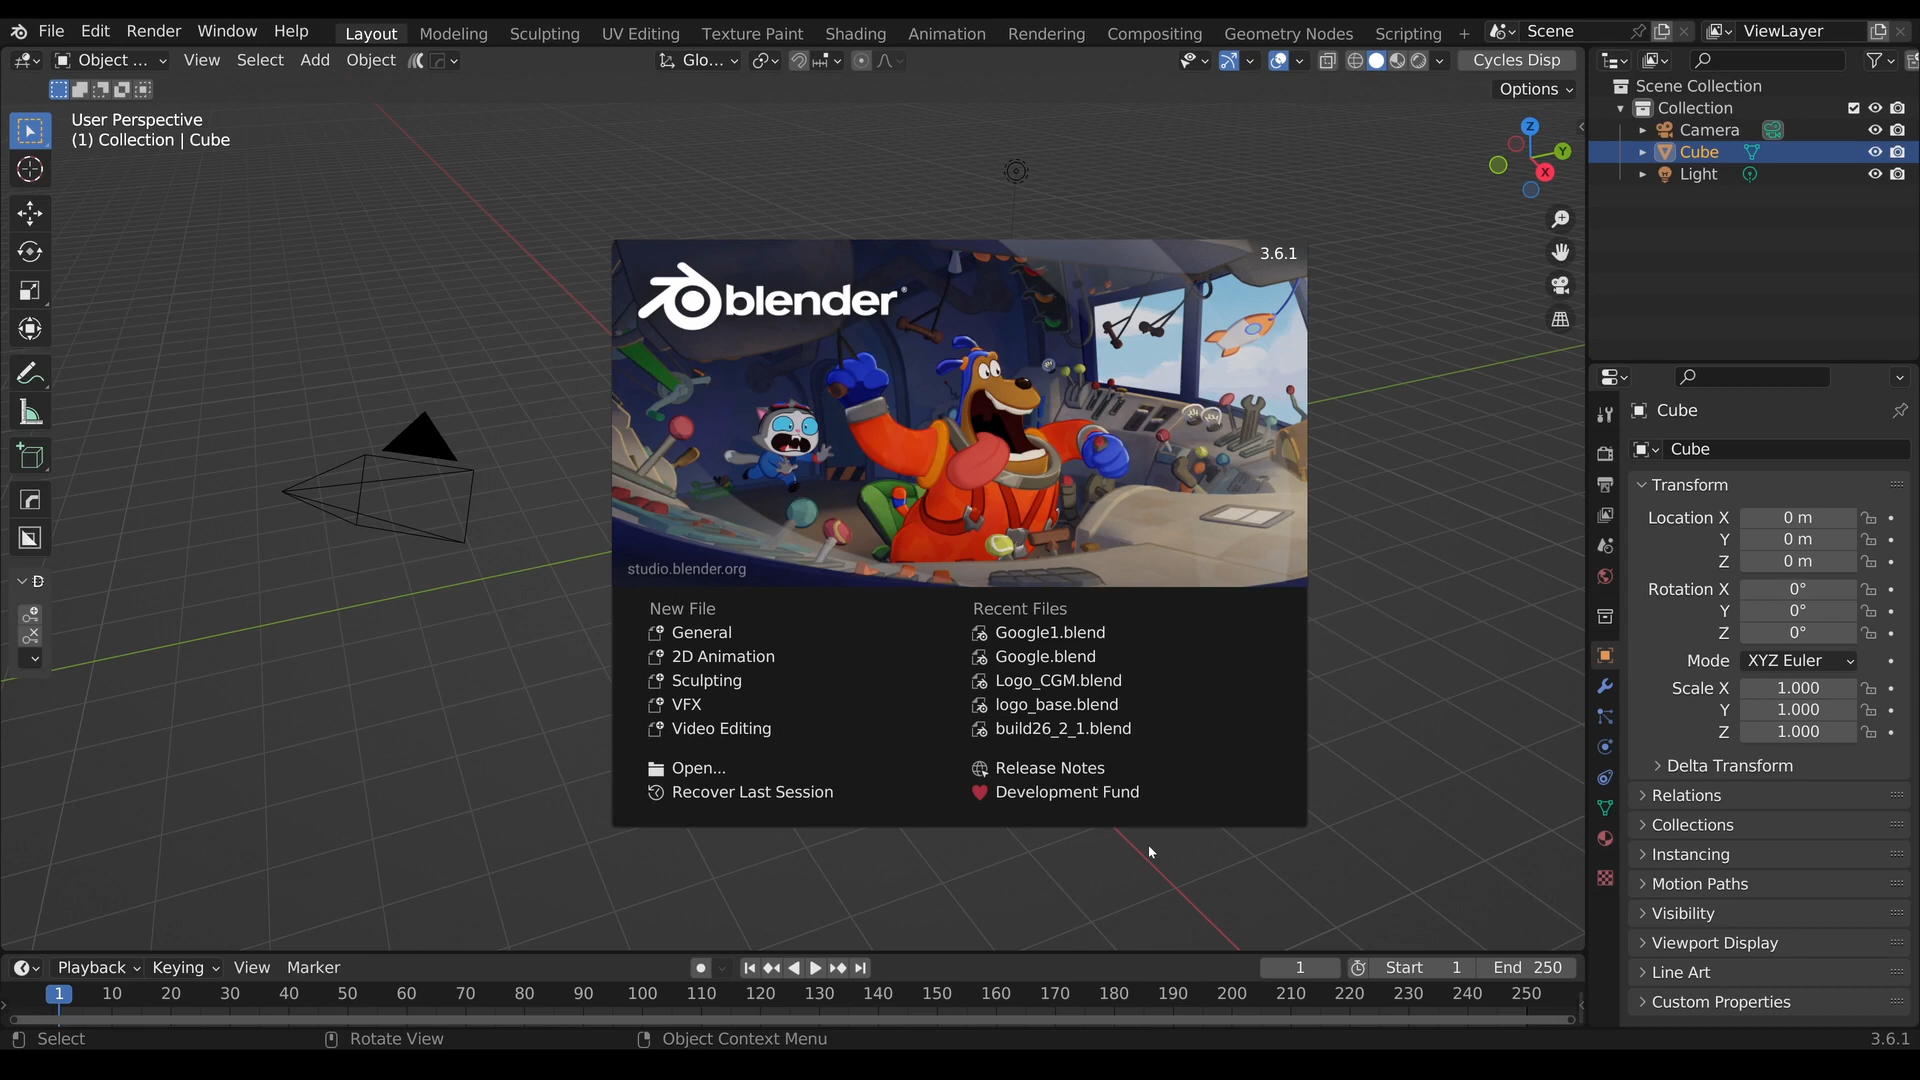 File Edit Render Window Help Layout Modeling Sculpting UV Editing Texture Paint Shading Animation Rendering Compositing Geometry Nodes Scripting + Scene ViewLayer
Object ... View Select Add Object Glo... Cycles Disp
Options
User Perspective
(1) Collection | Cube
Z
Y
X
D
Scene Collection
Collection
Camera
Cube
Light
3.6.1
blender
studio.blender.org
New File
General
2D Animation
Sculpting
VFX
Video Editing
Open...
Recover Last Session
Recent Files
Google1.blend
Google.blend
Logo_CGM.blend
logo_base.blend
build26_2_1.blend
Release Notes
Development Fund
Cube
Cube
Transform
Location X 0 m
Y 0 m
Z 0 m
Rotation X 0°
Y 0°
Z 0°
Mode XYZ Euler
Scale X 1.000
Y 1.000
Z 1.000
Delta Transform
Relations
Collections
Instancing
Motion Paths
Visibility
Viewport Display
Line Art
Custom Properties
Playback Keying View Marker 1 Start 1 End 250
1 10 20 30 40 50 60 70 80 90 100 110 120 130 140 150 160 170 180 190 200 210 220 230 240 250
Select Rotate View Object Context Menu 3.6.1